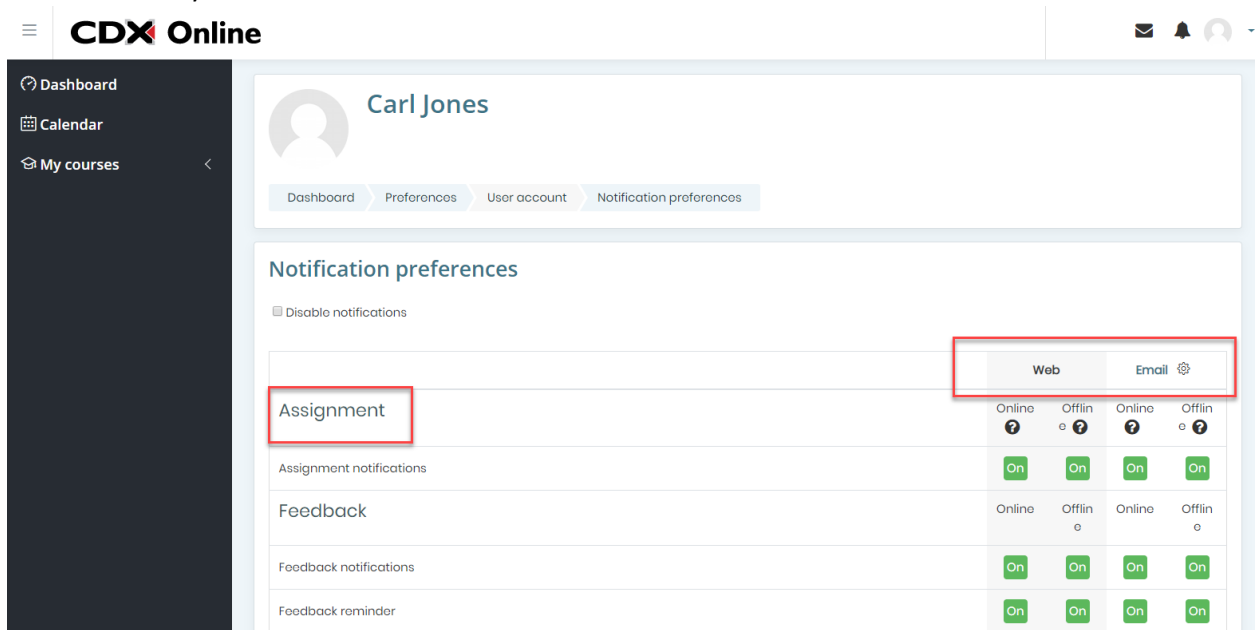 CDX Online
Dashboard
Calendar
My courses
Carl Jones
Dashboard Preferences User account Notification preferences
Notification preferences
Disable notifications
Web Email
Assignment Online Offlin Online Offlin
e e
Assignment notifications On On On On
Feedback Online Offlin Online Offlin
e e
Feedback notifications On On On On
Feedback reminder On On On On